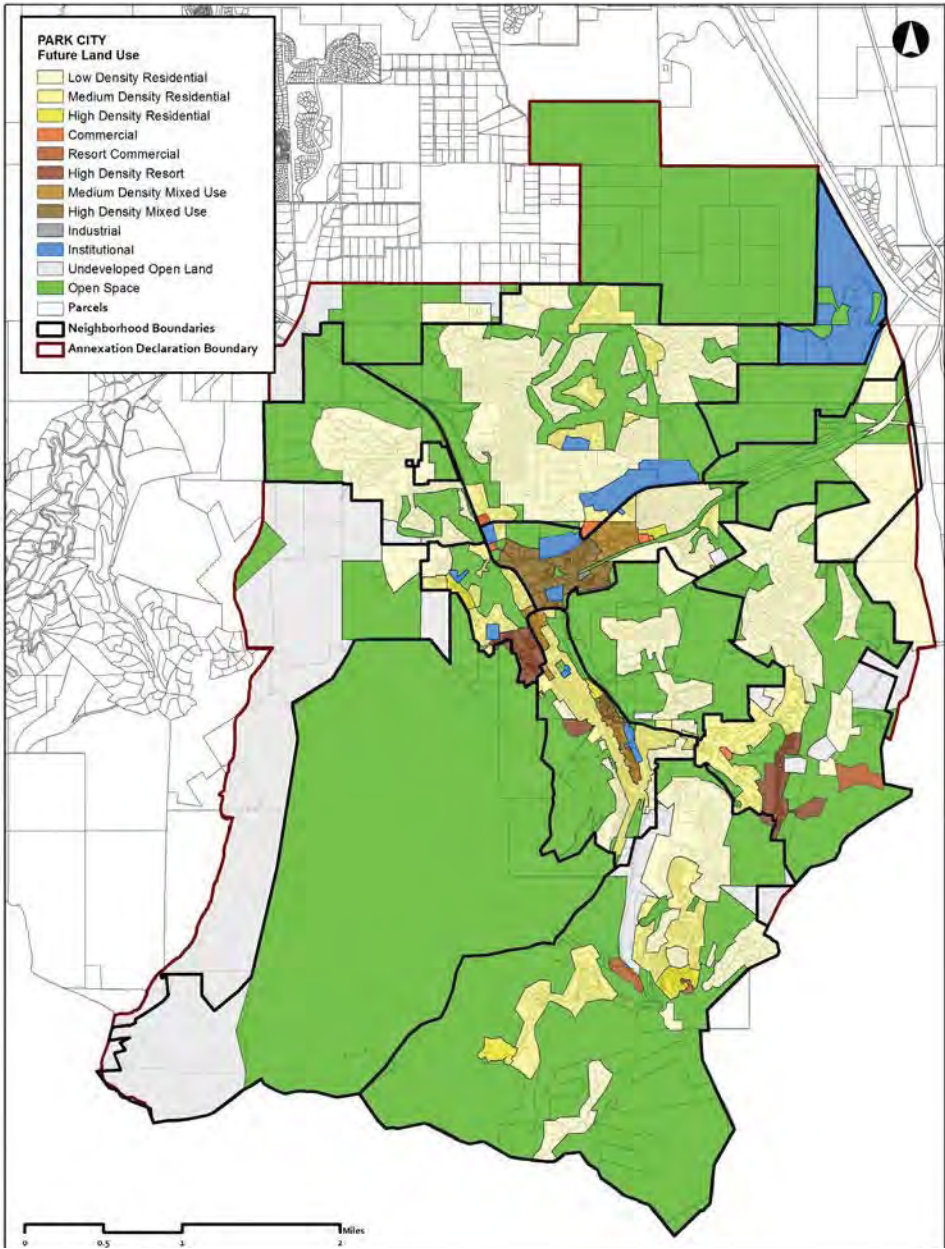 PARK CITY
Future Land Use
Low Density Residential
Medium Density Residential
High Density Residential
Commercial
Resort Commercial
High Density Resort
Medium Density Mixed Use
High Density Mixed Use
Industrial
Institutional
Undeveloped Open Land
Open Space
Parcels
Neighborhood Boundaries
Annexation Declaration Boundary
Miles
0 0.5 1 2